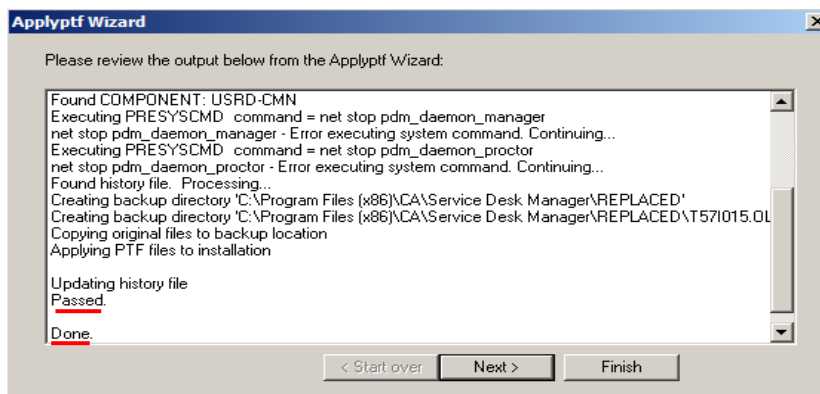 Applyptf Wizard
Please review the output below from the Applyptf Wizard:
Found COMPONENT: USRD-CMN
Executing PRESYSCMD command = net stop pdm_daemon_manager
net stop pdm_daemon_manager - Error executing system command. Continuing...
Executing PRESYSCMD command = net stop pdm_daemon_proctor
net stop pdm_daemon_proctor - Error executing system command. Continuing...
Found history file. Processing...
Creating backup directory 'C:\Program Files (x86)\CA\Service Desk Manager\REPLACED'
Creating backup directory 'C:\Program Files (x86)\CA\Service Desk Manager\REPLACED\T57I015.OL
Copying original files to backup location
Applying PTF files to installation
Updating history file
Passed.
Done.
< Start over
Next >
Finish